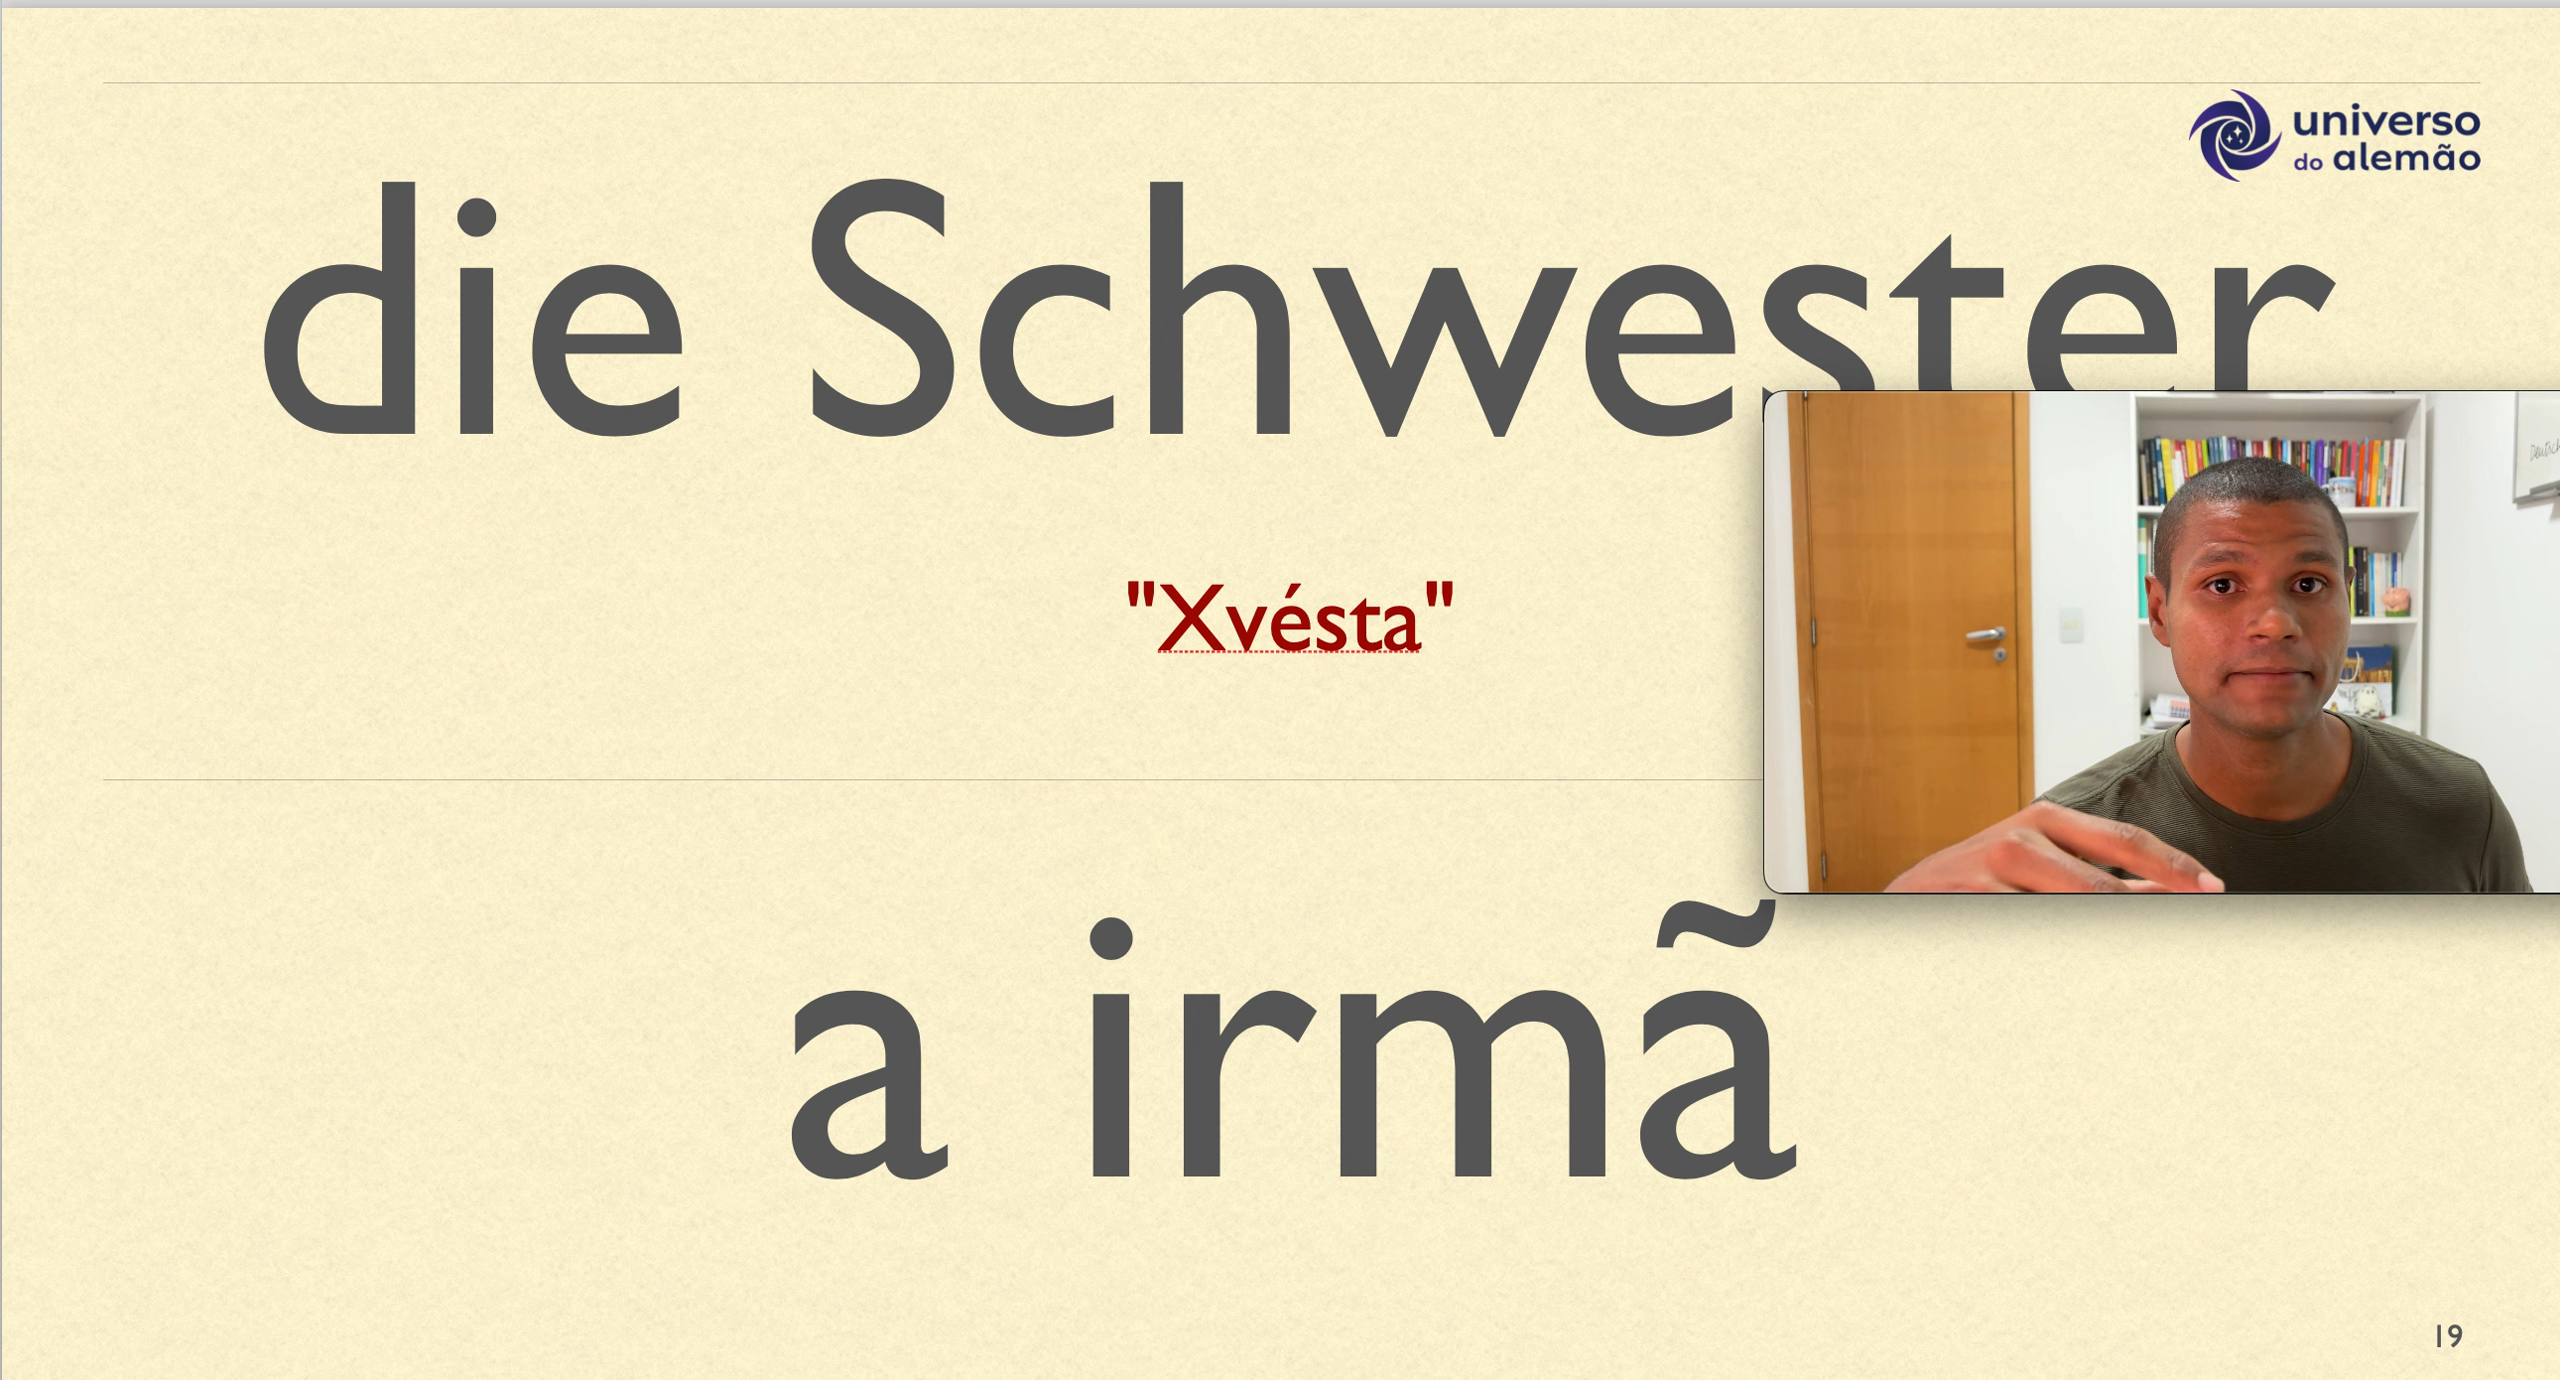 universo
do alemão
die Schwester
"Xvésta"
a irmã
19